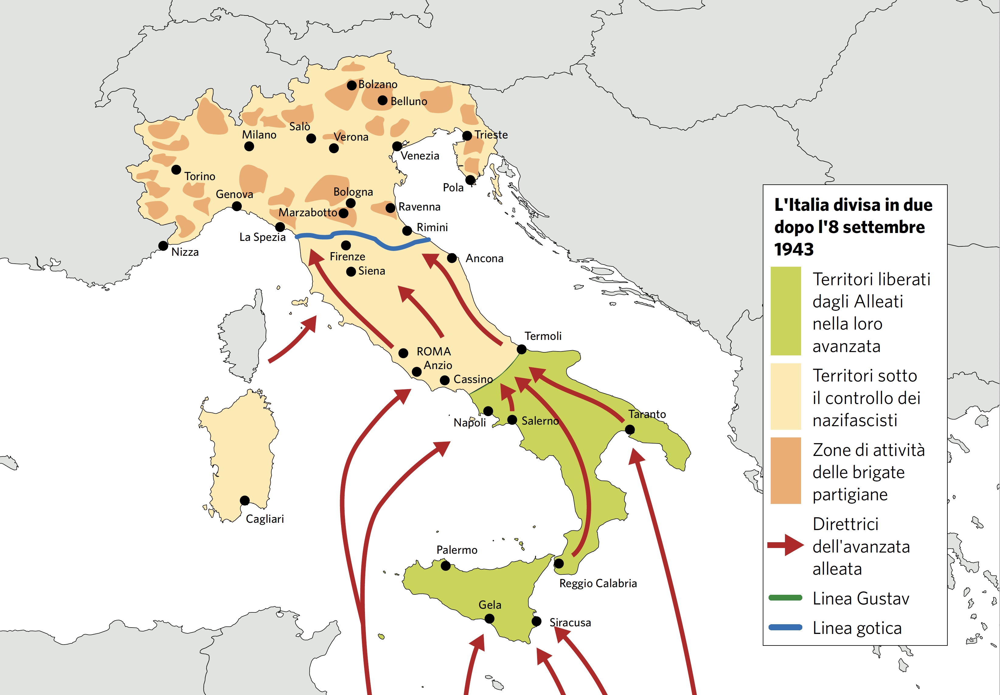 Bolzano
Belluno
Salò
Milano
Verona
Trieste
Venezia
Torino
Pola
Genova
Bologna
Ravenna
Marzabotto
Rimini
La Spezia
Nizza
Firenze
Ancona
Siena
Termoli
ROMA
Anzio
Cassino
Taranto
Napoli
Salerno
Cagliari
Palermo
Reggio Calabria
Gela
Siracusa
L'Italia divisa in due
dopo l'8 settembre
1943
Territori liberati
dagli Alleati
nella loro
avanzata
Territori sotto
il controllo dei
nazifascisti
Zone di attività
delle brigate
partigiane
Direttrici
dell'avanzata
alleata
Linea Gustav
Linea gotica